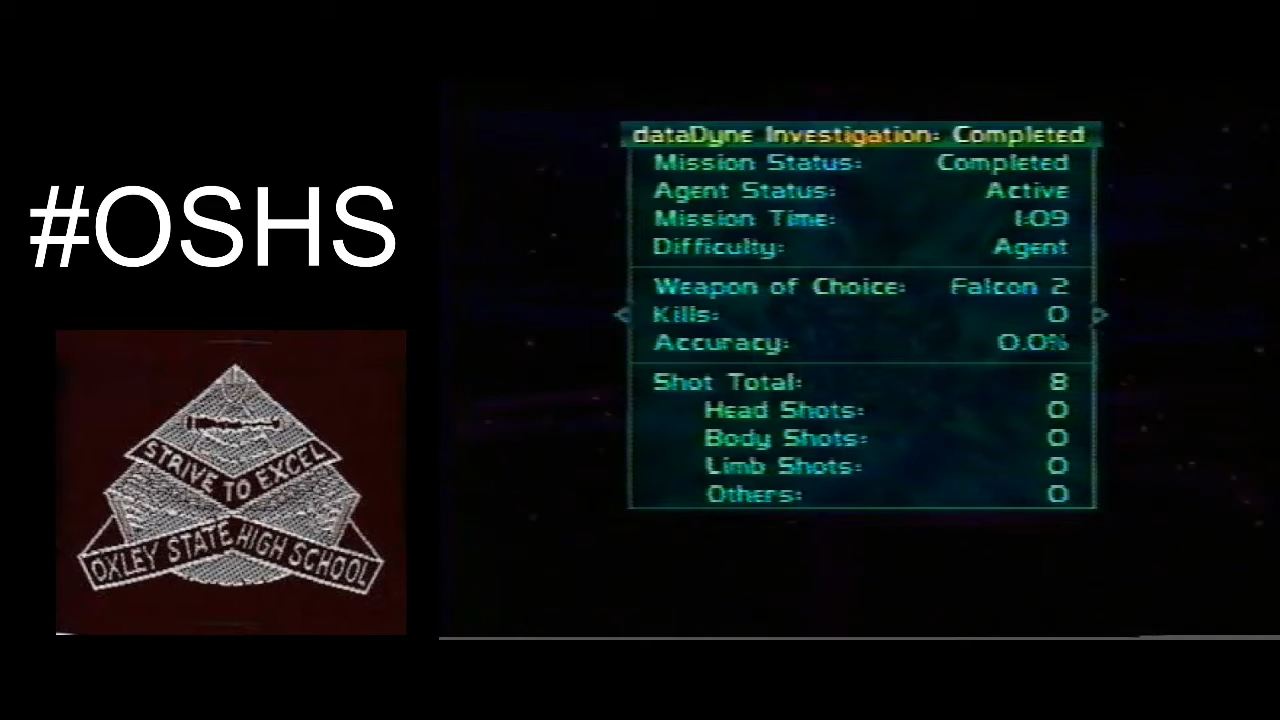 #OSHS
STRIVE TO EXCEL
OXLEY STATE HIGH SCHOOL
dataDyne Investigation: Completed
Mission Status: Completed
Agent Status: Active
Mission Time: 1:09
Difficulty: Agent
Weapon of Choice: Falcon 2
Kills: 0
Accuracy: 0.0%
Shot Total: 8
Head Shots: 0
Body Shots: 0
Limb Shots: 0
Others: 0